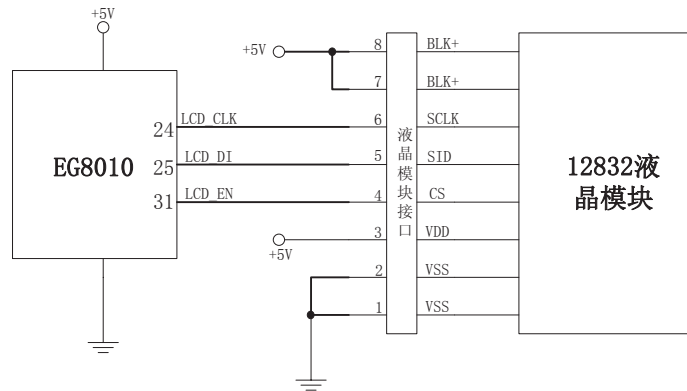 +5V
+5V
8 BLK+
7 BLK+
24 LCD_CLK 6 SCLK
EG8010
25 LCD_DI 5 SID
31 LCD_EN 4 CS
3 VDD
+5V
2 VSS
1 VSS
液晶模块接口
12832液
晶模块